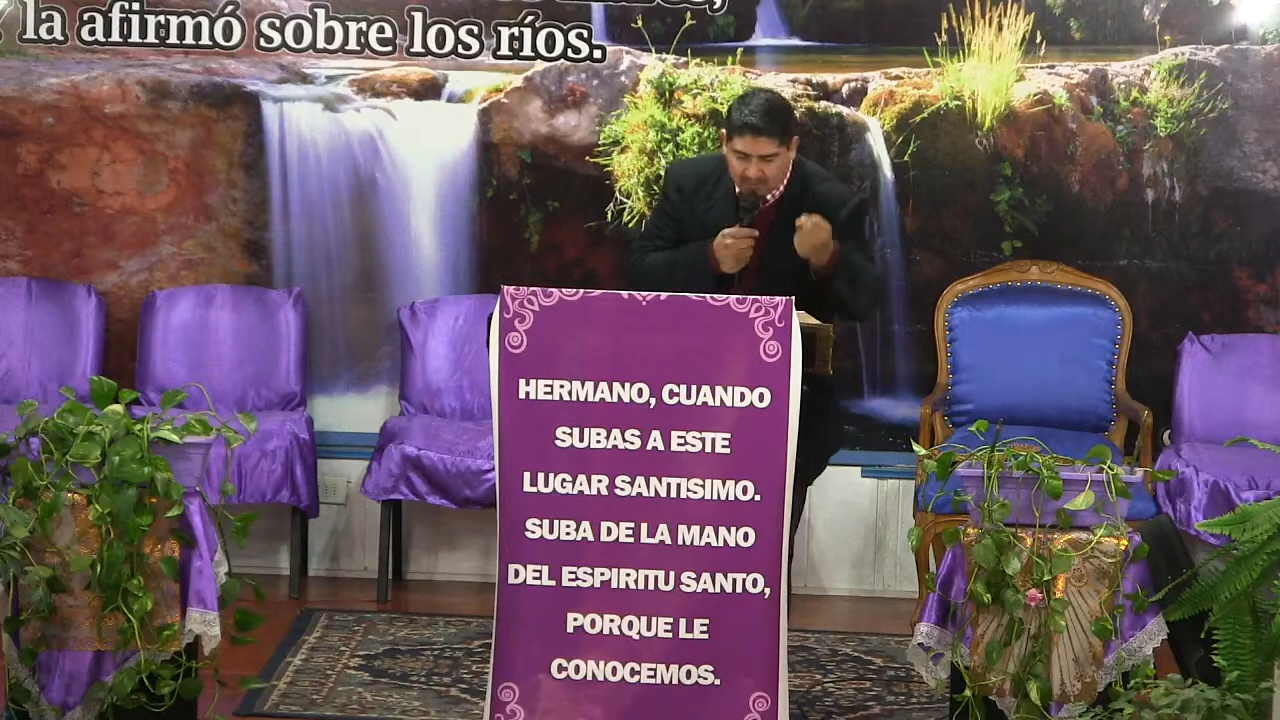 la afirmó sobre los ríos.
HERMANO, CUANDO
SUBAS A ESTE
LUGAR SANTISIMO.
SUBA DE LA MANO
DEL ESPIRITU SANTO,
PORQUE LE
CONOCEMOS.